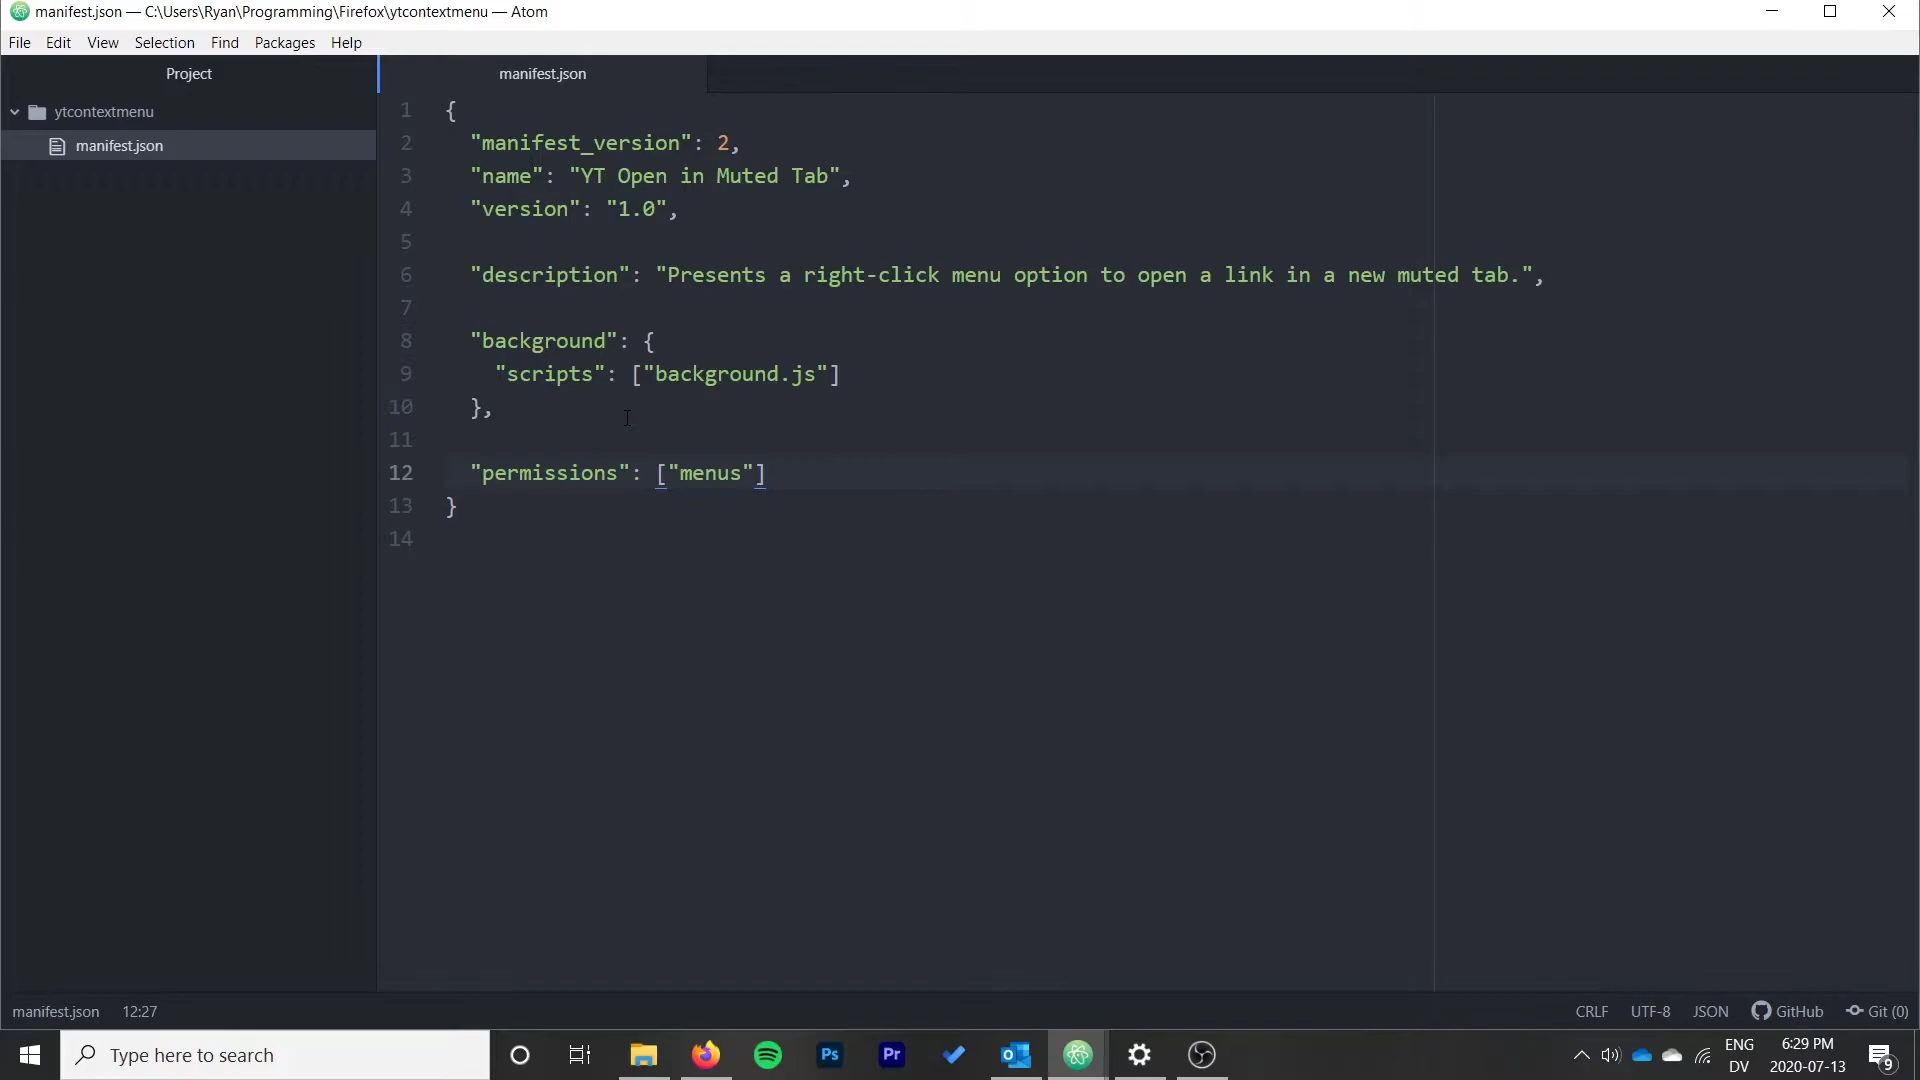 manifest.json — C:\Users\Ryan\Programming\Firefox\ytcontextmenu — Atom
File Edit View Selection Find Packages Help
Project
manifest.json
ytcontextmenu
manifest.json
1 {
2 "manifest_version": 2,
3 "name": "YT Open in Muted Tab",
4 "version": "1.0",
5
6 "description": "Presents a right-click menu option to open a link in a new muted tab.",
7
8 "background": {
9 "scripts": ["background.js"]
10 },
11
12 "permissions": ["menus"]
13 }
14
manifest.json 12:27 CRLF UTF-8 JSON GitHub Git (0)
Type here to search
Ps
Pr
ENG
DV
6:29 PM
2020-07-13
9